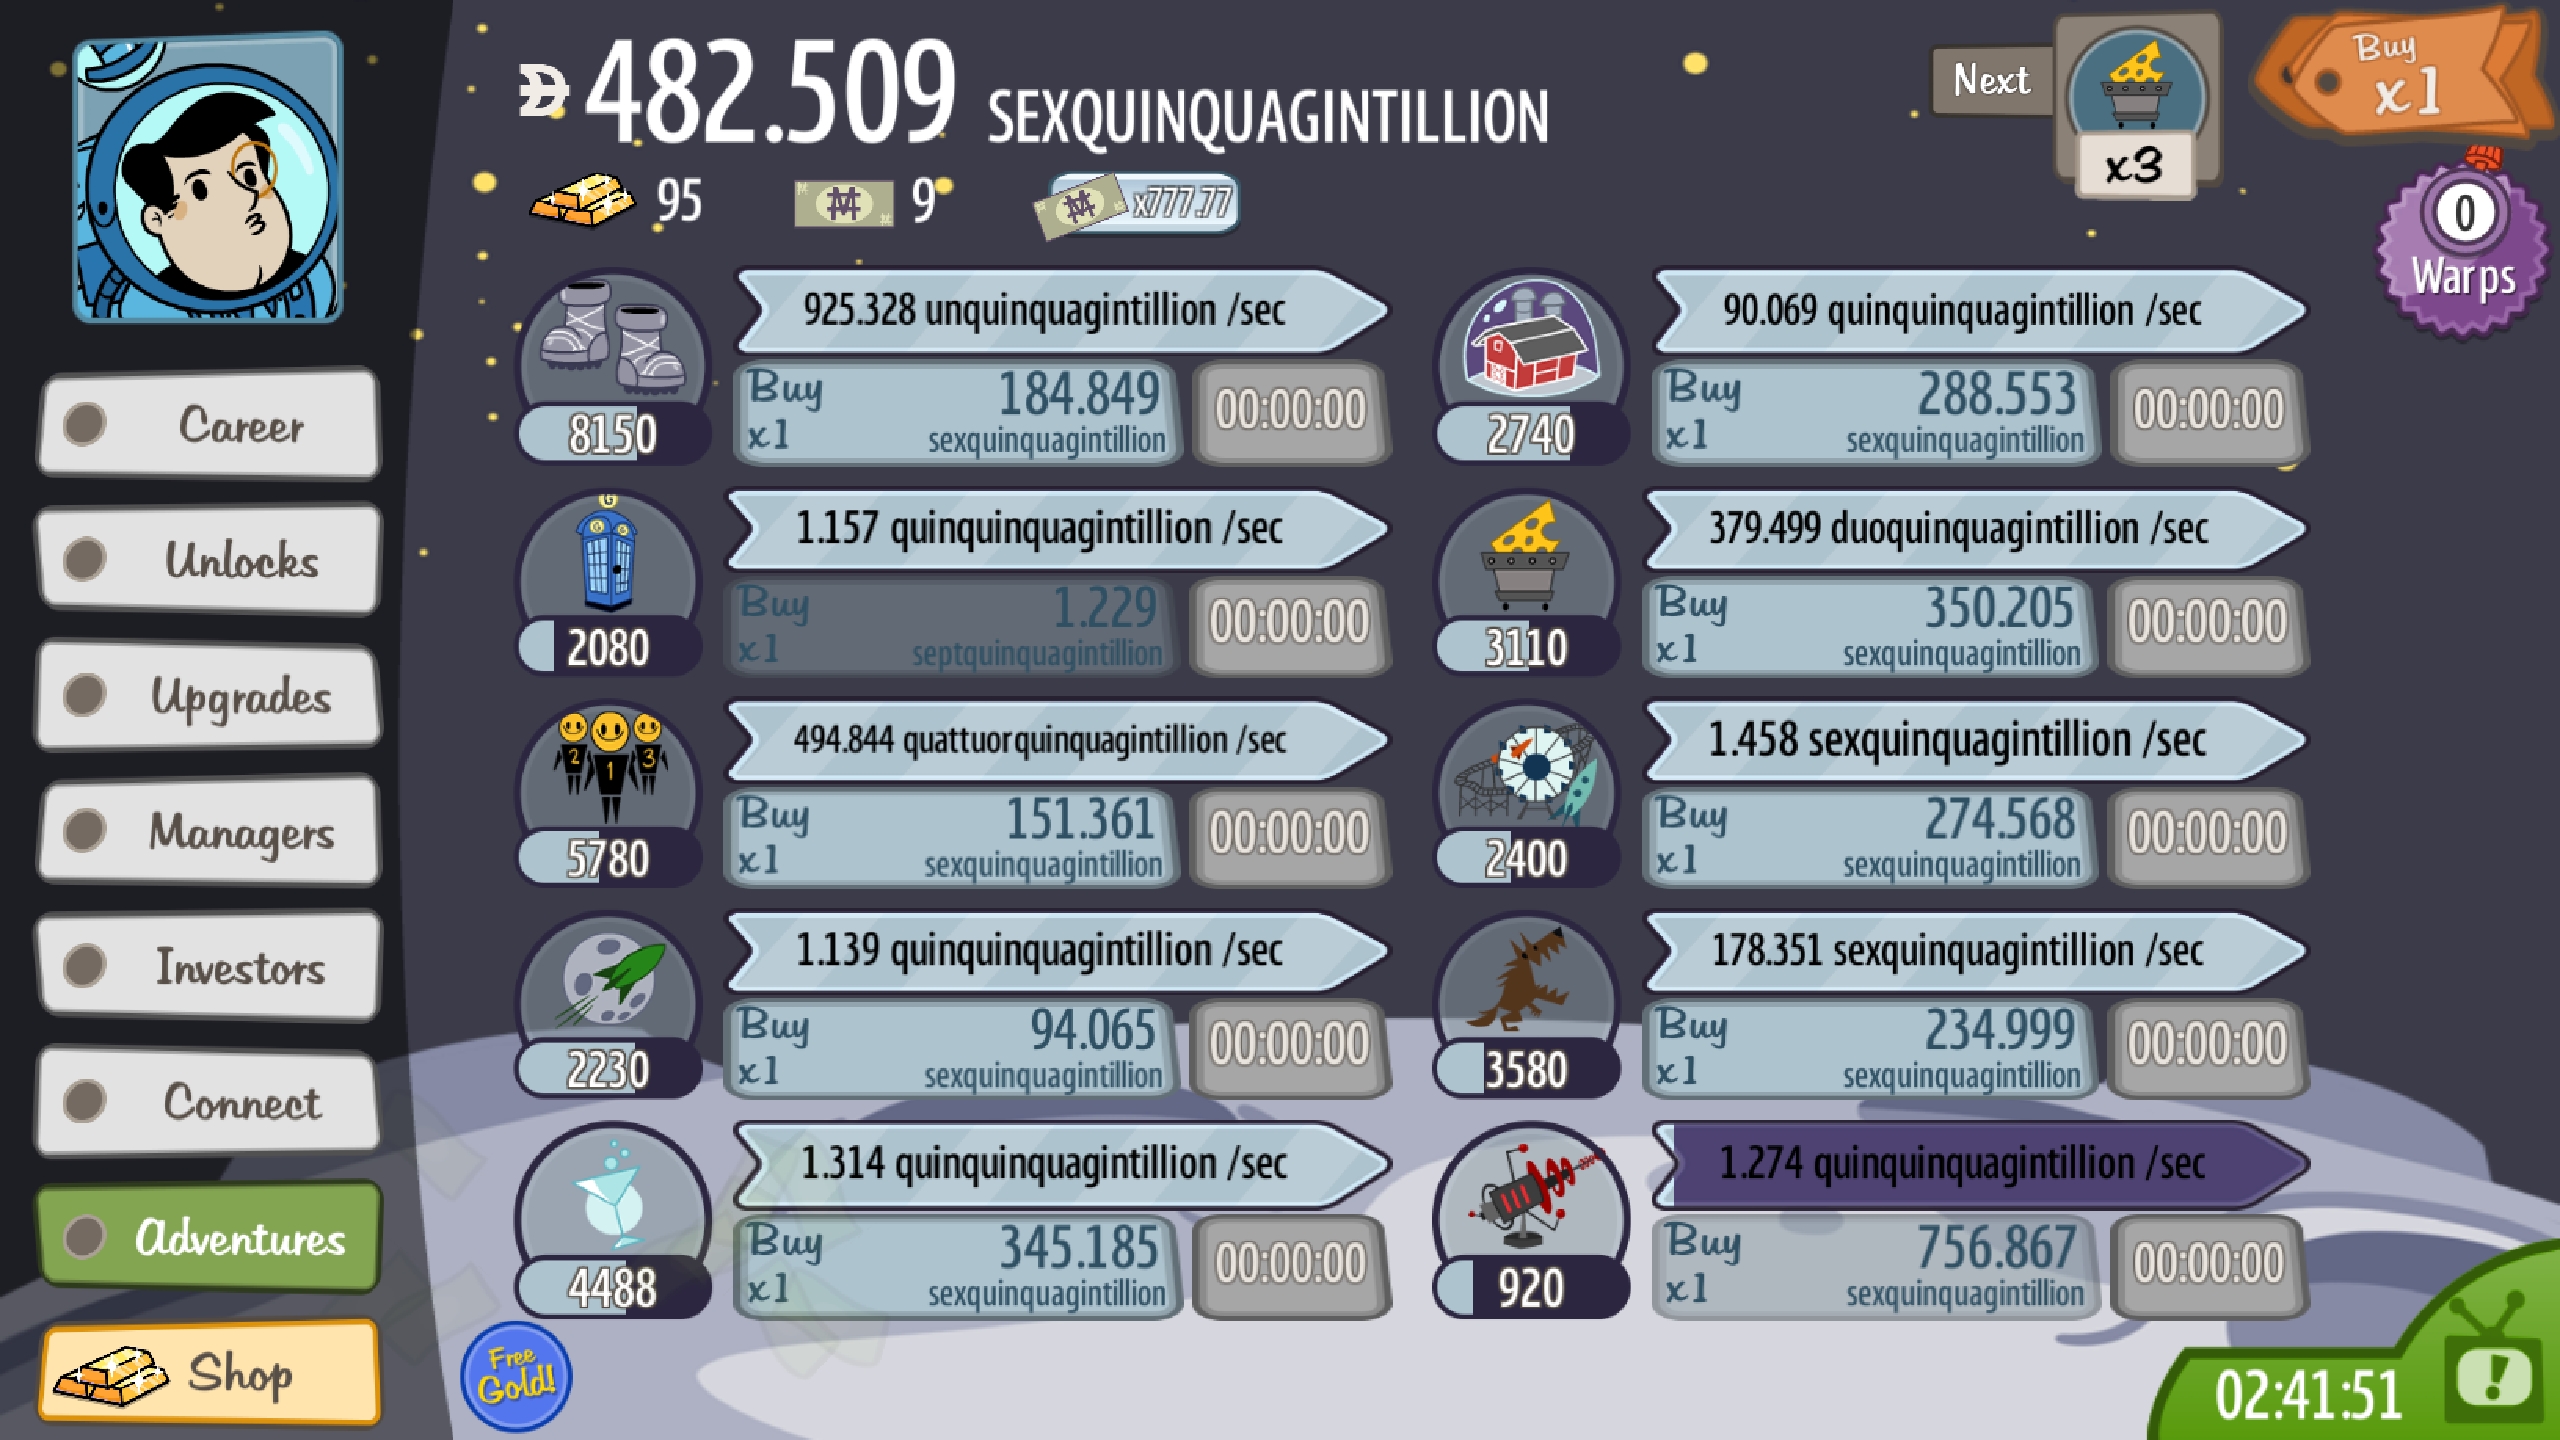 482.509 SEXQUINQUAGINTILLION
Next
x3
Buy
x1
95
9
x777.77
0
Warps
Career
Unlocks
Upgrades
Managers
Investors
Connect
Adventures
Shop
925.328 unquinquagintillion /sec
8150
Buy
x1
184.849
sexquinquagintillion
00:00:00
90.069 quinquinquagintillion /sec
2740
Buy
x1
288.553
sexquinquagintillion
00:00:00
G
1.157 quinquinquagintillion /sec
2080
Buy
x1
1.229
septquinquagintillion
00:00:00
379.499 duoquinquagintillion /sec
3110
Buy
x1
350.205
sexquinquagintillion
00:00:00
2 1 3
494.844 quattuorquinquagintillion /sec
5780
Buy
x1
151.361
sexquinquagintillion
00:00:00
1.458 sexquinquagintillion /sec
2400
Buy
x1
274.568
sexquinquagintillion
00:00:00
1.139 quinquinquagintillion /sec
2230
Buy
x1
94.065
sexquinquagintillion
00:00:00
178.351 sexquinquagintillion /sec
3580
Buy
x1
234.999
sexquinquagintillion
00:00:00
1.314 quinquinquagintillion /sec
4488
Buy
x1
345.185
sexquinquagintillion
00:00:00
1.274 quinquinquagintillion /sec
920
Buy
x1
756.867
sexquinquagintillion
00:00:00
Free
Gold!
02:41:51
!